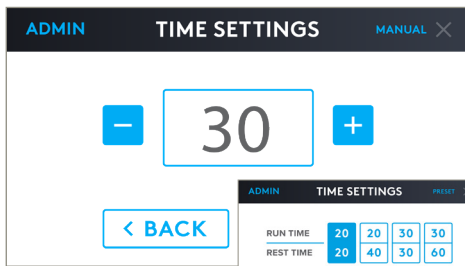 ADMIN TIME SETTINGS MANUAL
− 30 +
< BACK
ADMIN TIME SETTINGS PRESET
RUN TIME 20 20 30 30
REST TIME 20 40 30 60